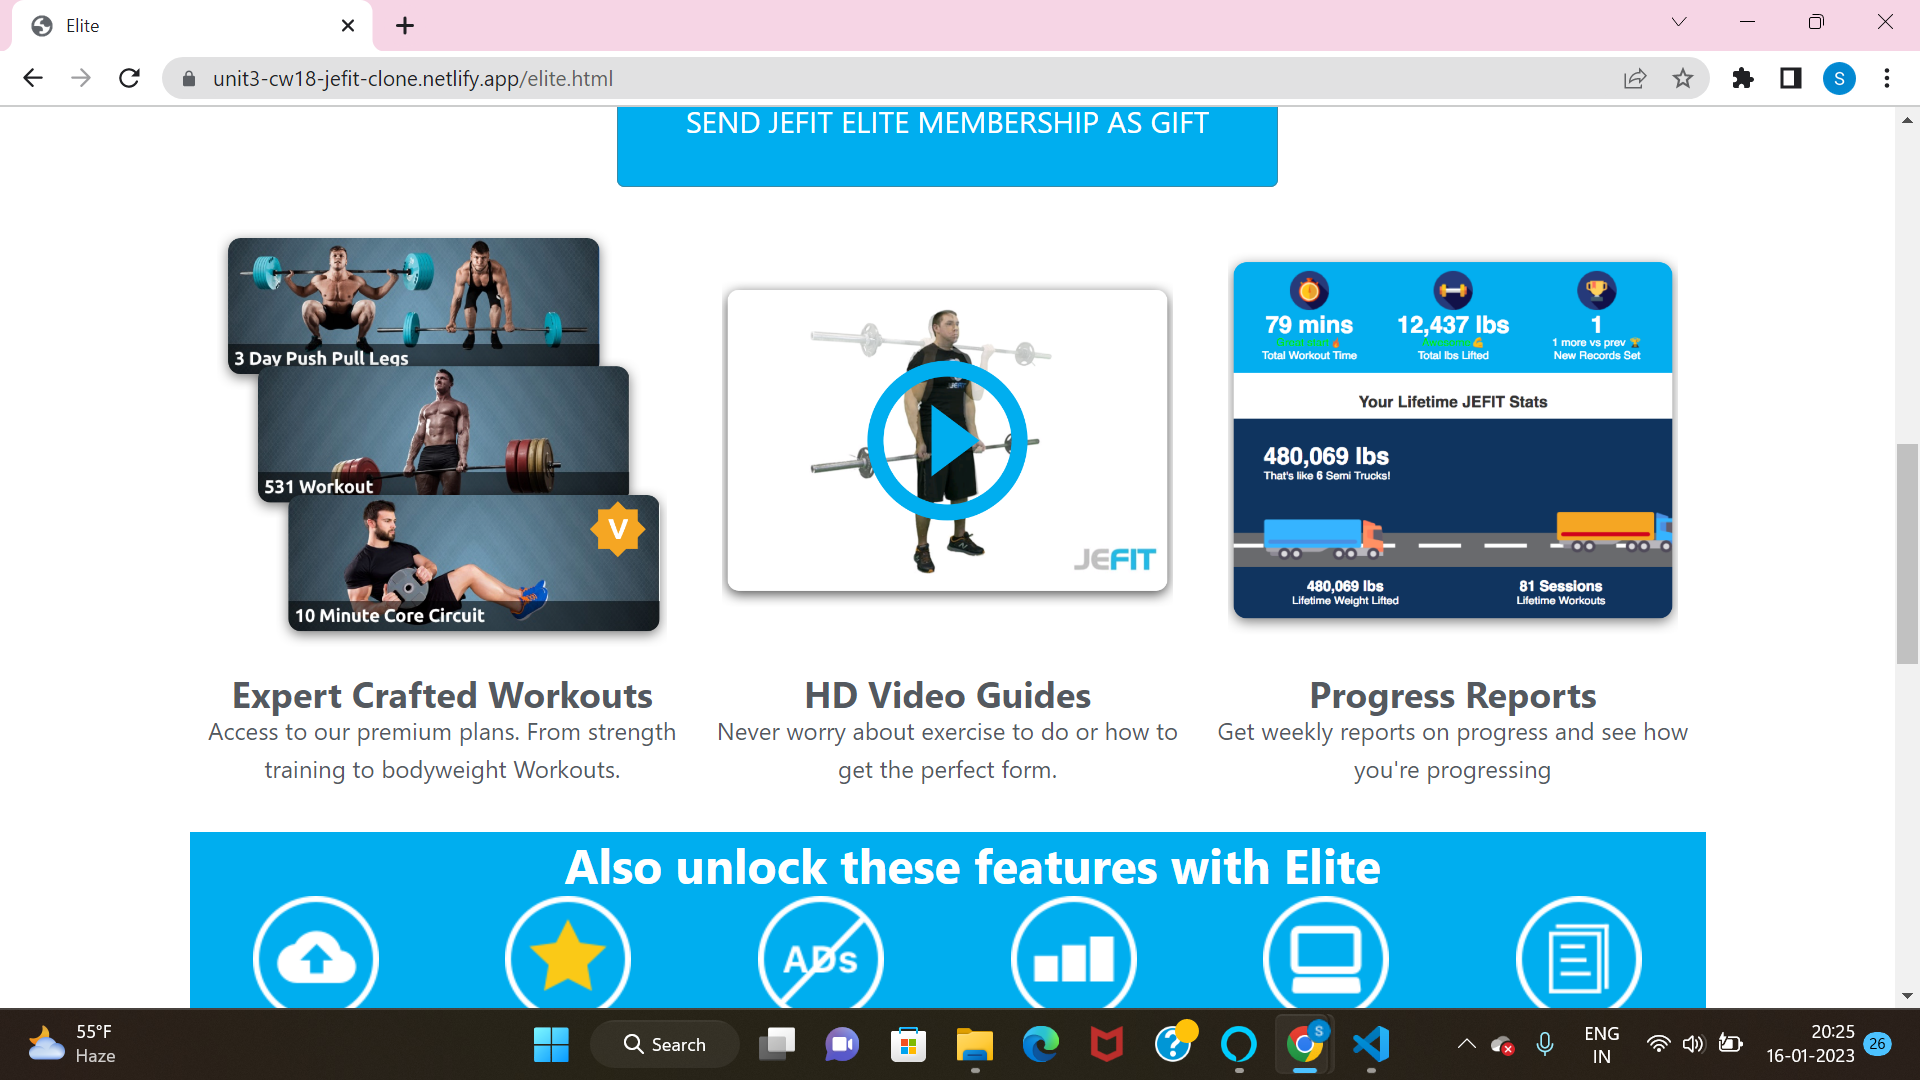 Elite
unit3-cw18-jefit-clone.netlify.app/elite.html
S
SEND JEFIT ELITE MEMBERSHIP AS GIFT
3 Day Push Pull Legs
531 Workout
V
10 Minute Core Circuit
JEFIT
JEFIT
79 mins
12,437 lbs
1
Great start
Awesome
1 more vs prev
Total Workout Time
Total lbs Lifted
New Records Set
Your Lifetime JEFIT Stats
480,069 lbs
That's like 6 Semi Trucks!
480,069 lbs
81 Sessions
Lifetime Weight Lifted
Lifetime Workouts
Expert Crafted Workouts
Access to our premium plans. From strength
training to bodyweight Workouts.
HD Video Guides
Never worry about exercise to do or how to
get the perfect form.
Progress Reports
Get weekly reports on progress and see how
you're progressing
Also unlock these features with Elite
ADs
55°F
Haze
Search
S
ENG
IN
20:25
16-01-2023
26